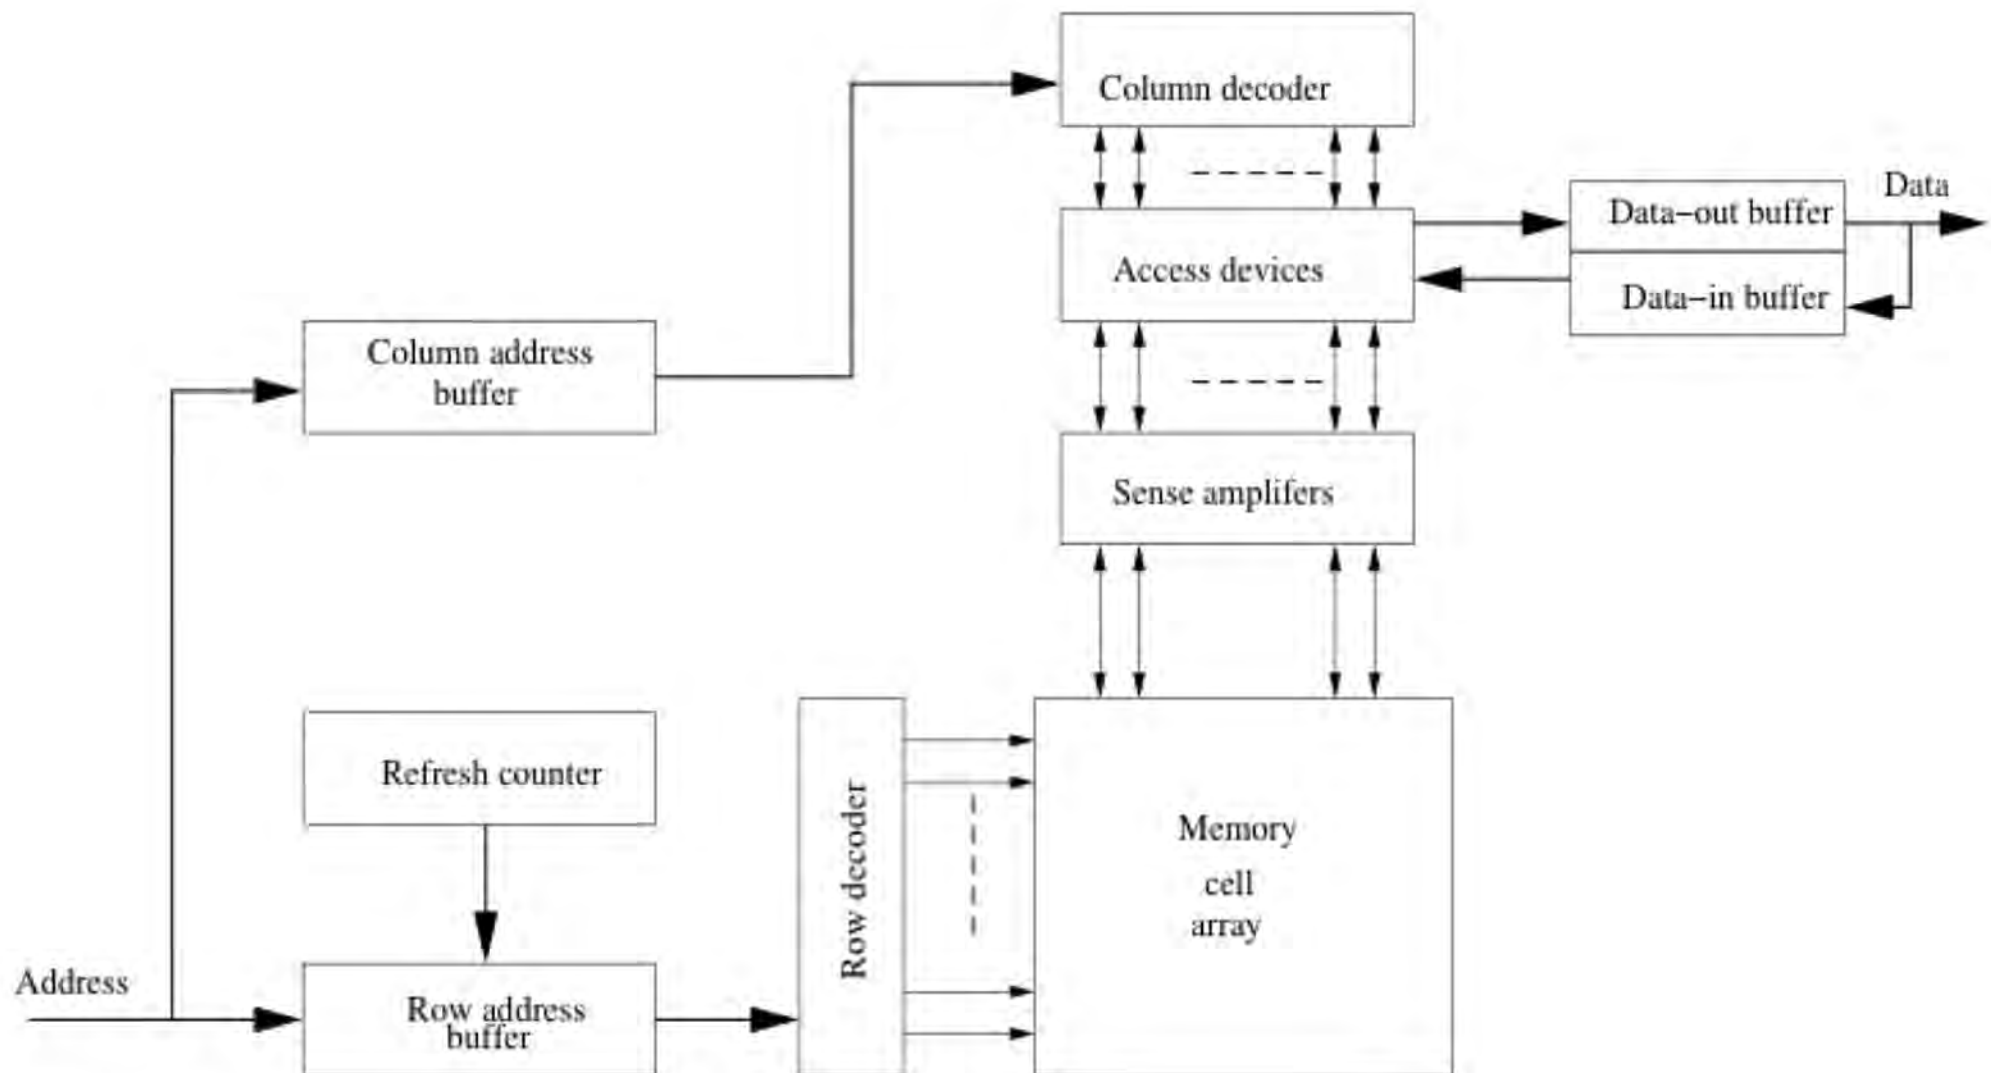 Column decoder
Data
Data−out buffer
Access devices
Data−in buffer
Column address
buffer
Sense amplifers
Refresh counter
Row decoder
Memory
cell
array
Address
Row address
buffer